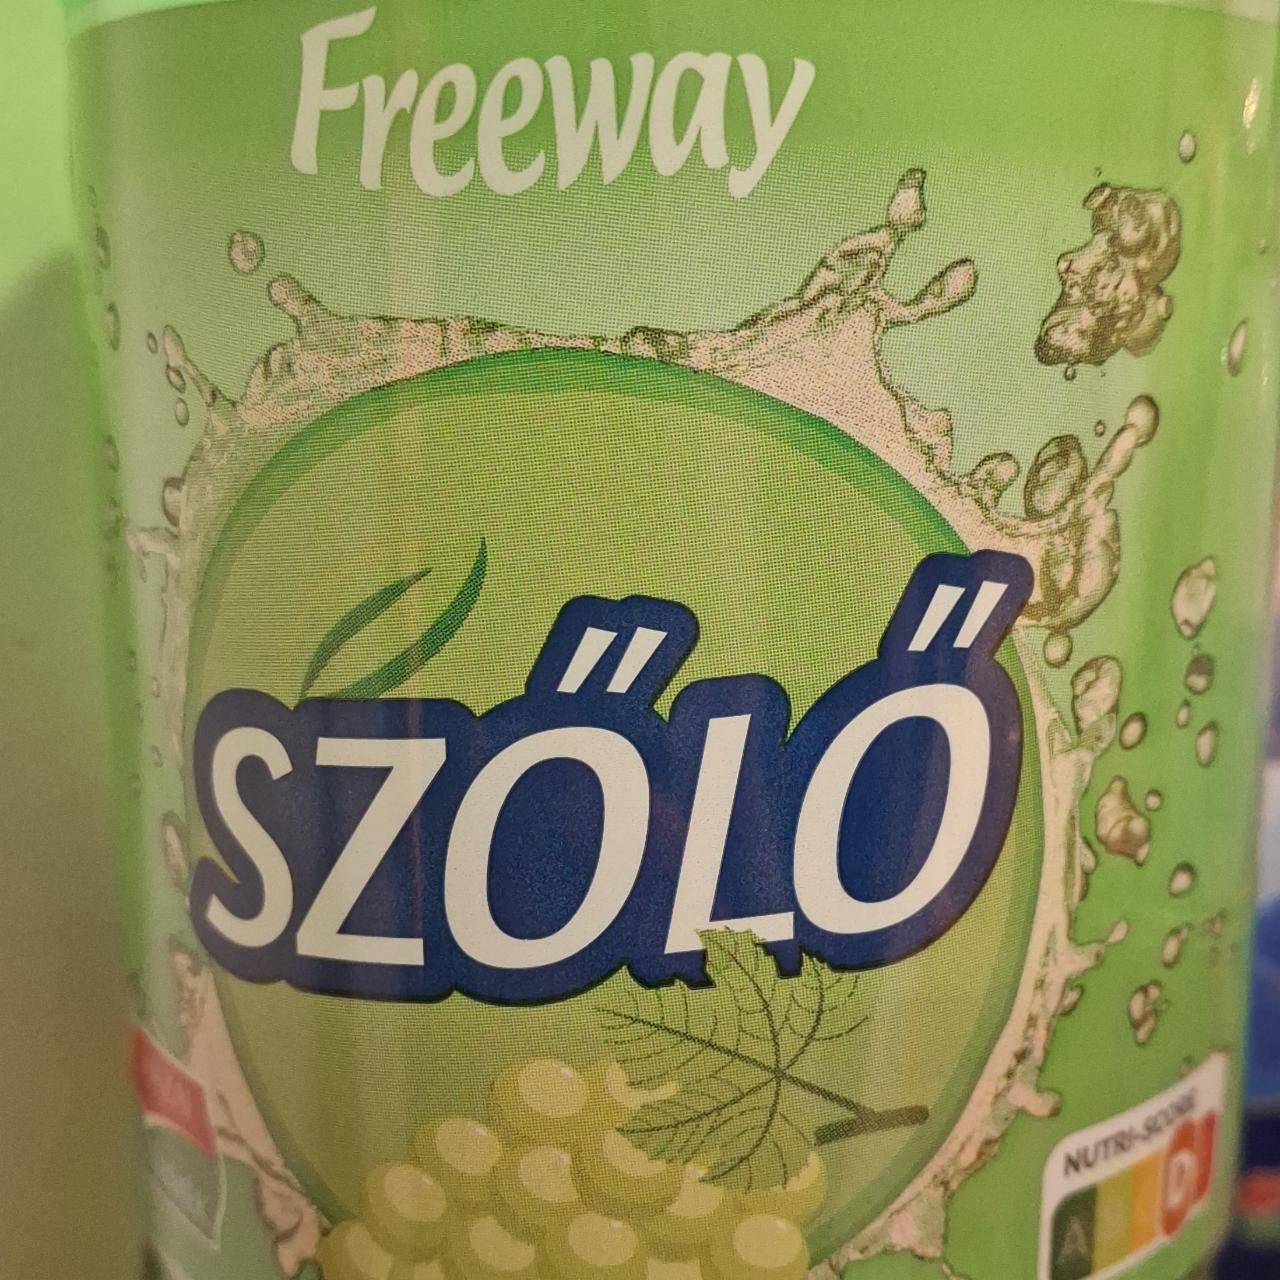 Freeway
SZŐLŐ
NUTRI-SCORE
A D